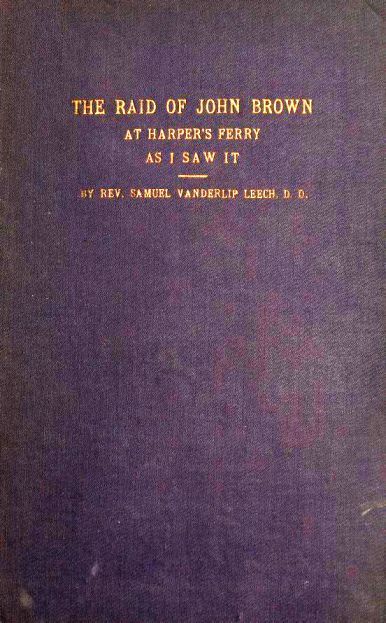 THE RAID OF JOHN BROWN
AT HARPER'S FERRY
AS I SAW IT
BY REV. SAMUEL VANDERLIP LEECH, D. D.